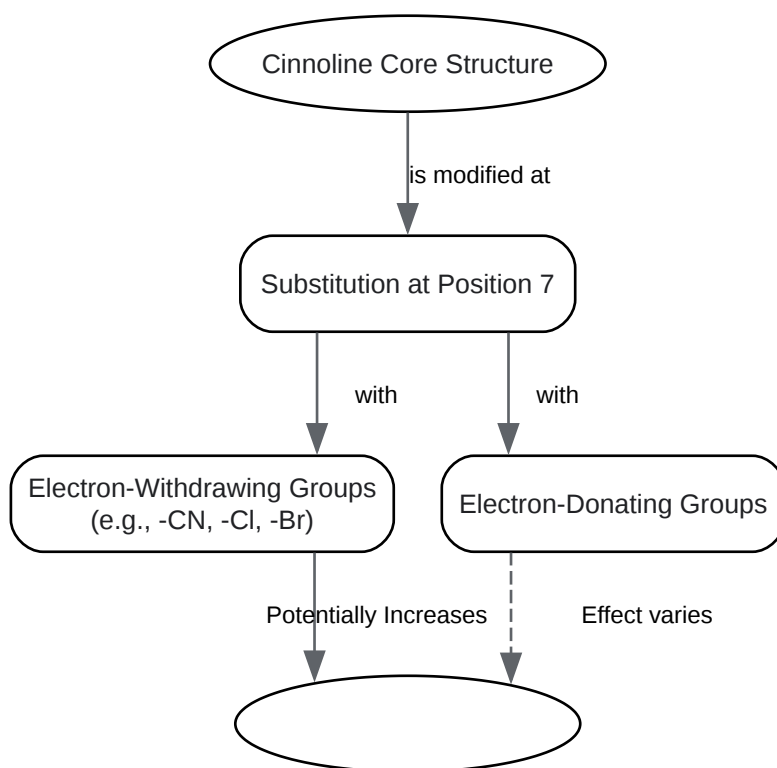 Cinnoline Core Structure
is modified at
Substitution at Position 7
with
with
Electron-Withdrawing Groups
(e.g., -CN, -Cl, -Br)
Electron-Donating Groups
Potentially Increases
Effect varies